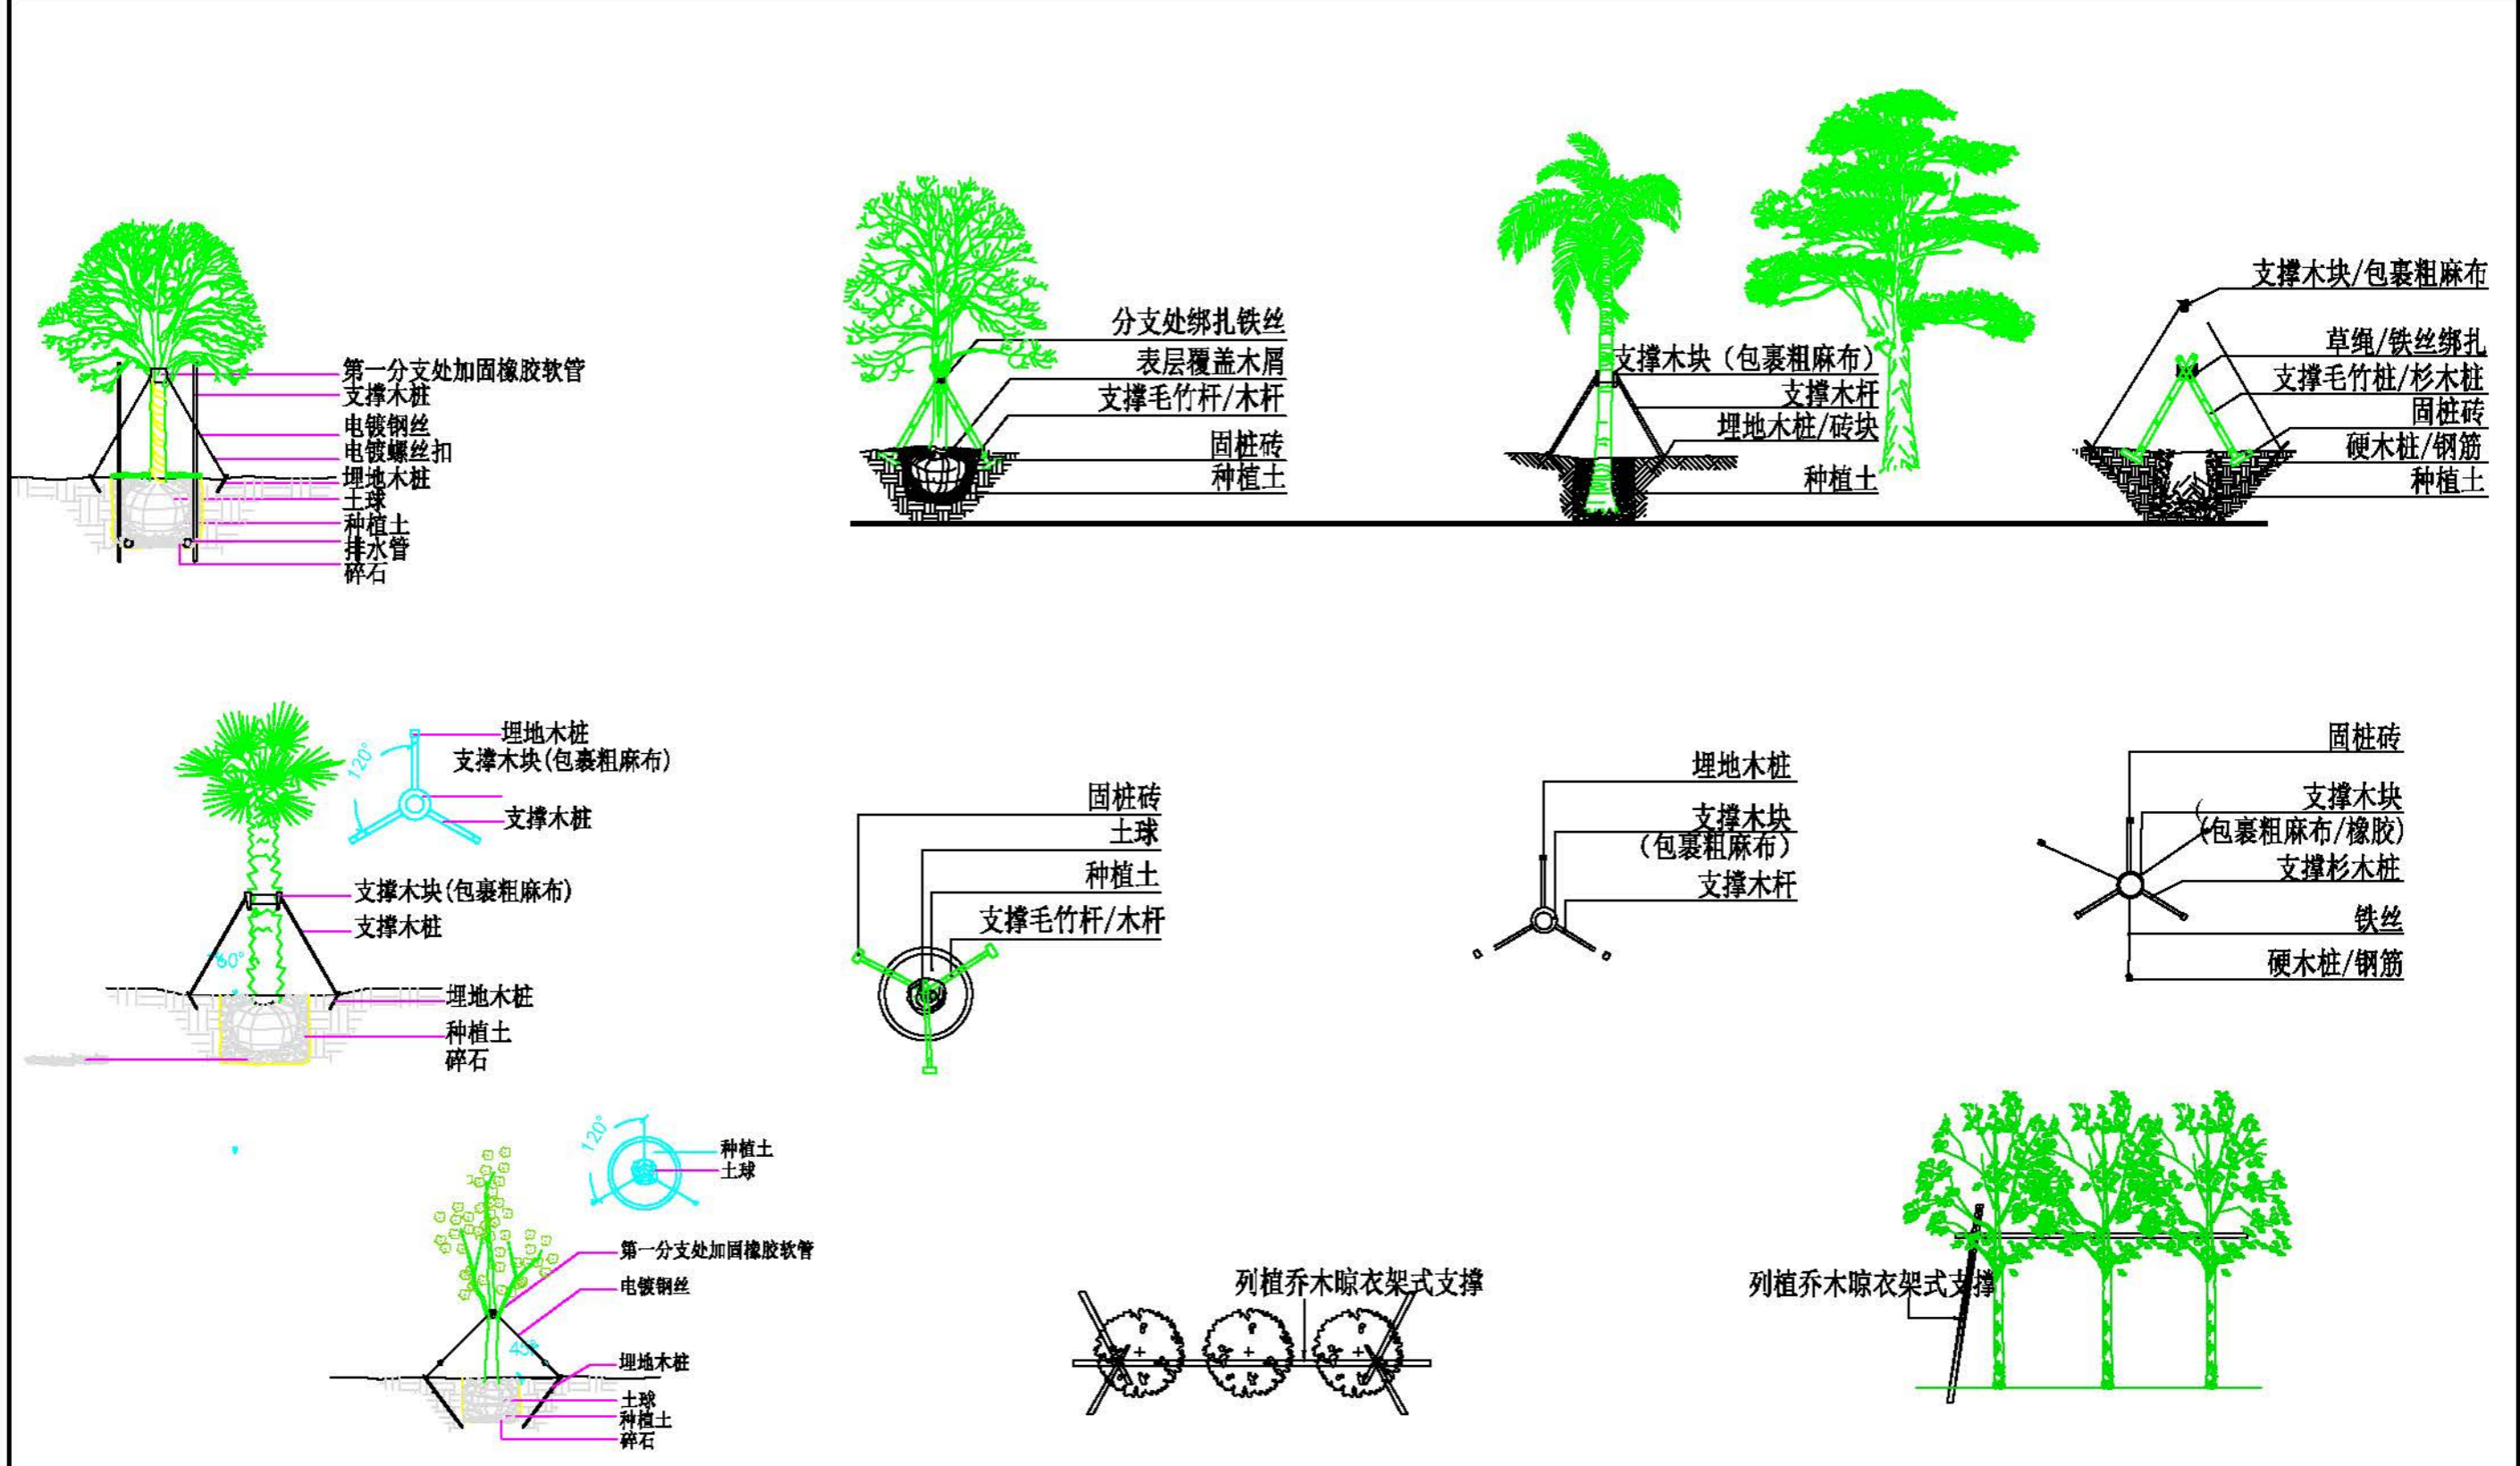 第一分支处加固橡胶软管
支撑木桩
电镀钢丝
电镀螺丝扣
埋地木桩
土球
种植土
排水管
碎石
分支处绑扎铁丝
表层覆盖木屑
支撑毛竹杆/木杆
固桩砖
种植土
支撑木块（包裹粗麻布）
支撑木杆
埋地木桩/砖块
种植土
支撑木块/包裹粗麻布
草绳/铁丝绑扎
支撑毛竹桩/杉木桩
固桩砖
硬木桩/钢筋
种植土
120°
埋地木桩
支撑木块(包裹粗麻布)
支撑木桩
支撑木块(包裹粗麻布)
支撑木桩
60°
埋地木桩
种植土
碎石
固桩砖
土球
种植土
支撑毛竹杆/木杆
埋地木桩
支撑木块
（包裹粗麻布）
支撑木杆
固桩砖
支撑木块
(包裹粗麻布/橡胶)
支撑杉木桩
铁丝
硬木桩/钢筋
120°
种植土
土球
第一分支处加固橡胶软管
电镀钢丝
45°
埋地木桩
土球
种植土
碎石
列植乔木晾衣架式支撑
列植乔木晾衣架式支撑